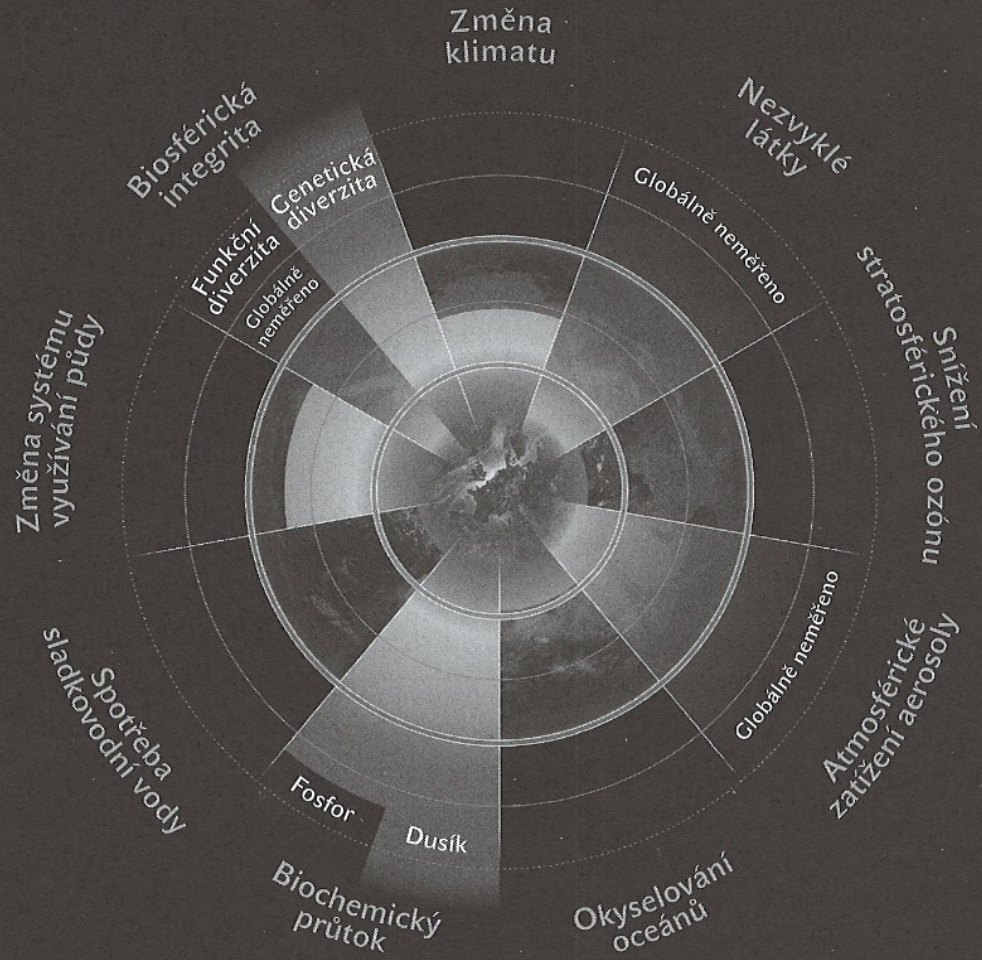 Změna
klimatu
Nezvyklé
látky
Globálně neměřeno
Snížení
stratosférického ozónu
Globálně neměřeno
Atmosférické
zatížení aerosoly
Okyselování
oceánů
Dusík
Fosfor
Biochemický
průtok
Spotřeba
sladkovodní vody
Změna systému
využívání půdy
Biosférická
integrita
Funkční
diverzita
Globálně
neměřeno
Genetická
diverzita